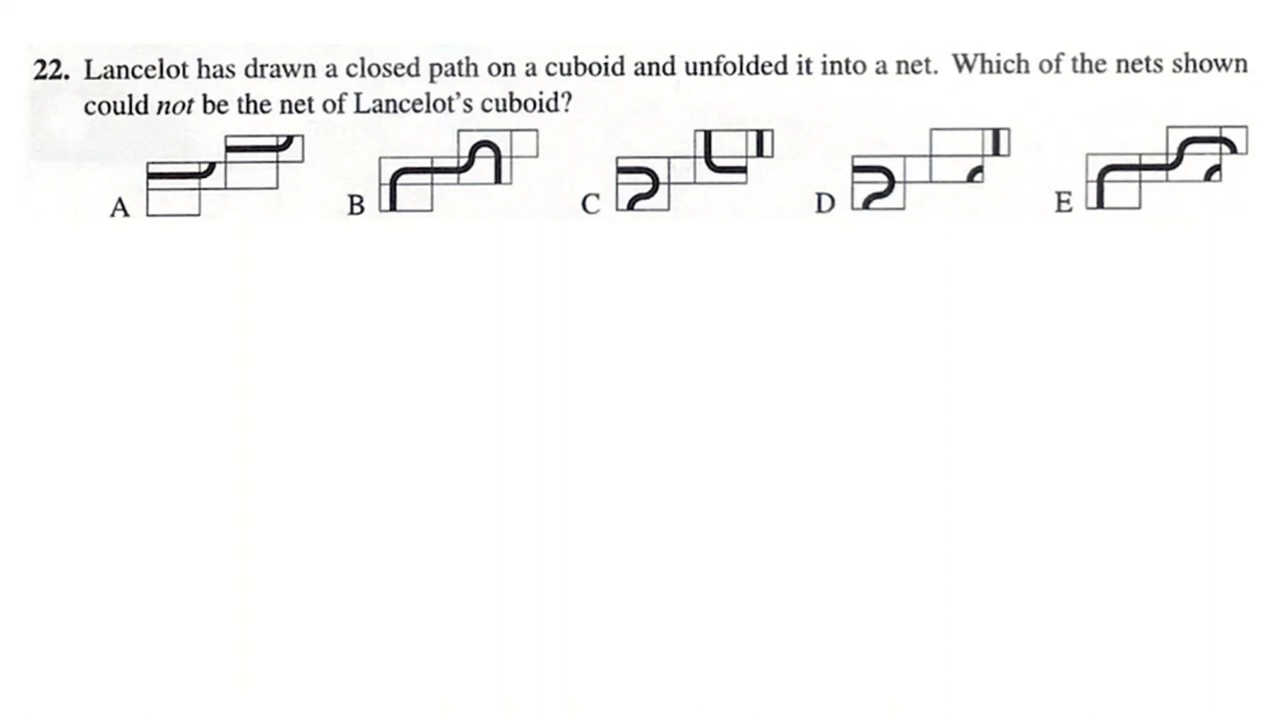 22. Lancelot has drawn a closed path on a cuboid and unfolded it into a net. Which of the nets shown
could not be the net of Lancelot's cuboid?
A B C D E